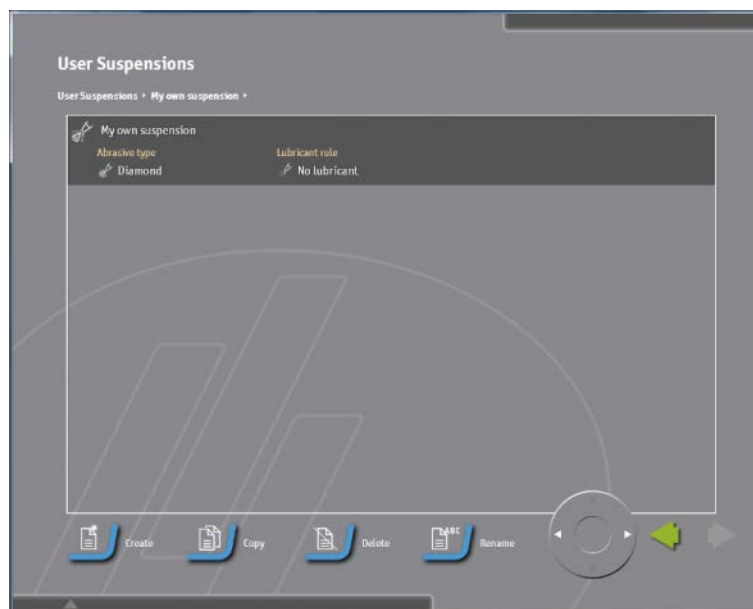 User Suspensions
User Suspensions ▸ My own suspension ▸
My own suspension
Abrasive type
Lubricant rule
Diamond
No lubricant
Create
Copy
Delete
ABC
Rename